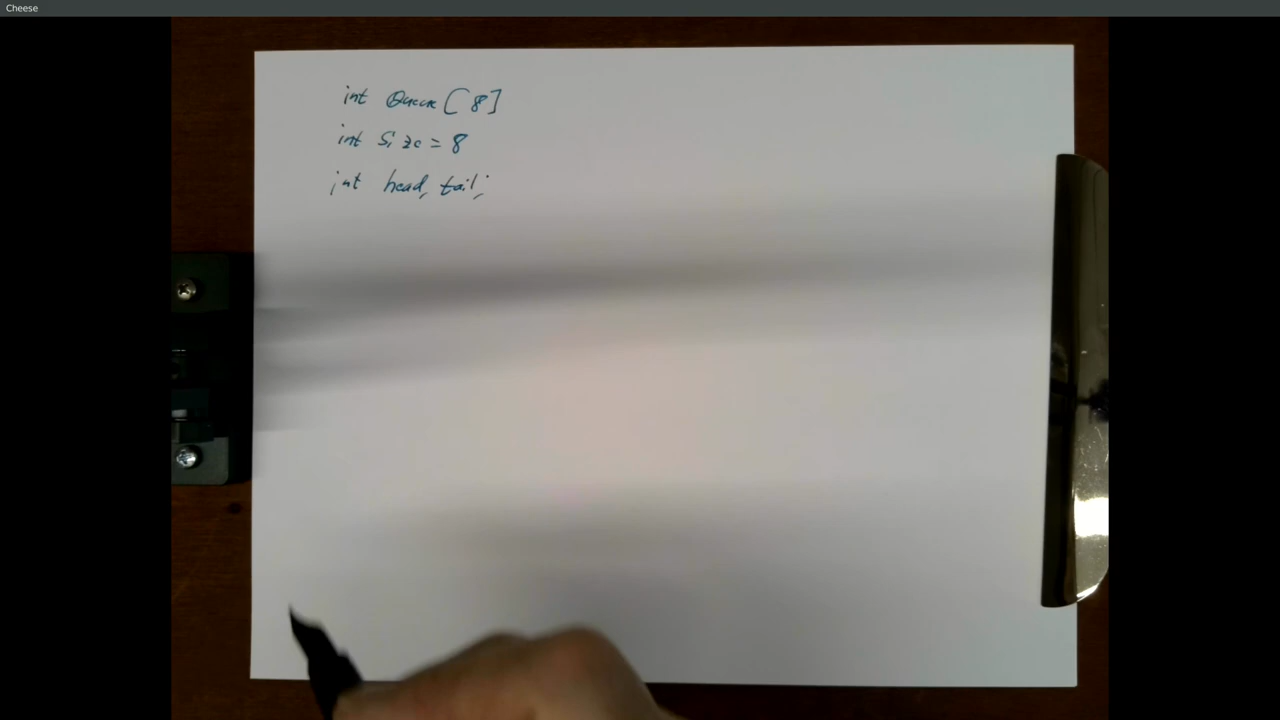 Cheese
int Queue[8]
int size = 8
int head, tail;